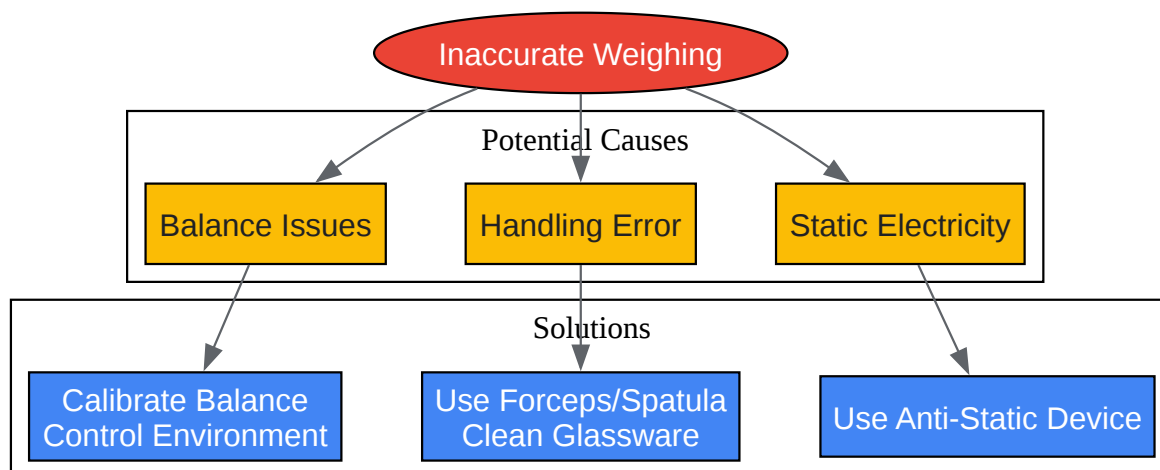 Inaccurate Weighing
Potential Causes
Balance Issues
Handling Error
Static Electricity
Solutions
Calibrate Balance
Control Environment
Use Forceps/Spatula
Clean Glassware
Use Anti-Static Device